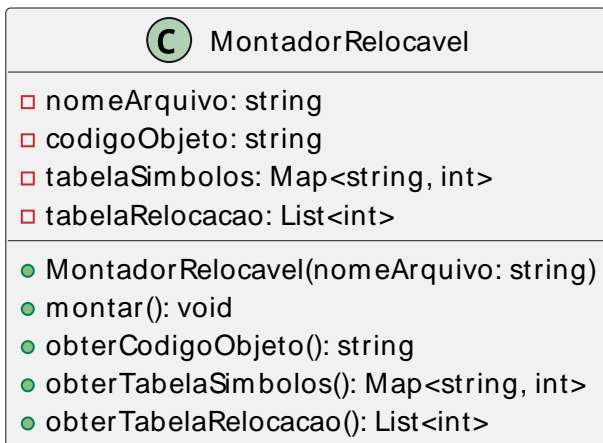 C MontadorRelocavel
nomeArquivo: string
codigoObjeto: string
tabelaSimbolos: Map<string, int>
tabelaRelocacao: List<int>
MontadorRelocavel(nomeArquivo: string)
montar(): void
obterCodigoObjeto(): string
obterTabelaSimbolos(): Map<string, int>
obterTabelaRelocacao(): List<int>